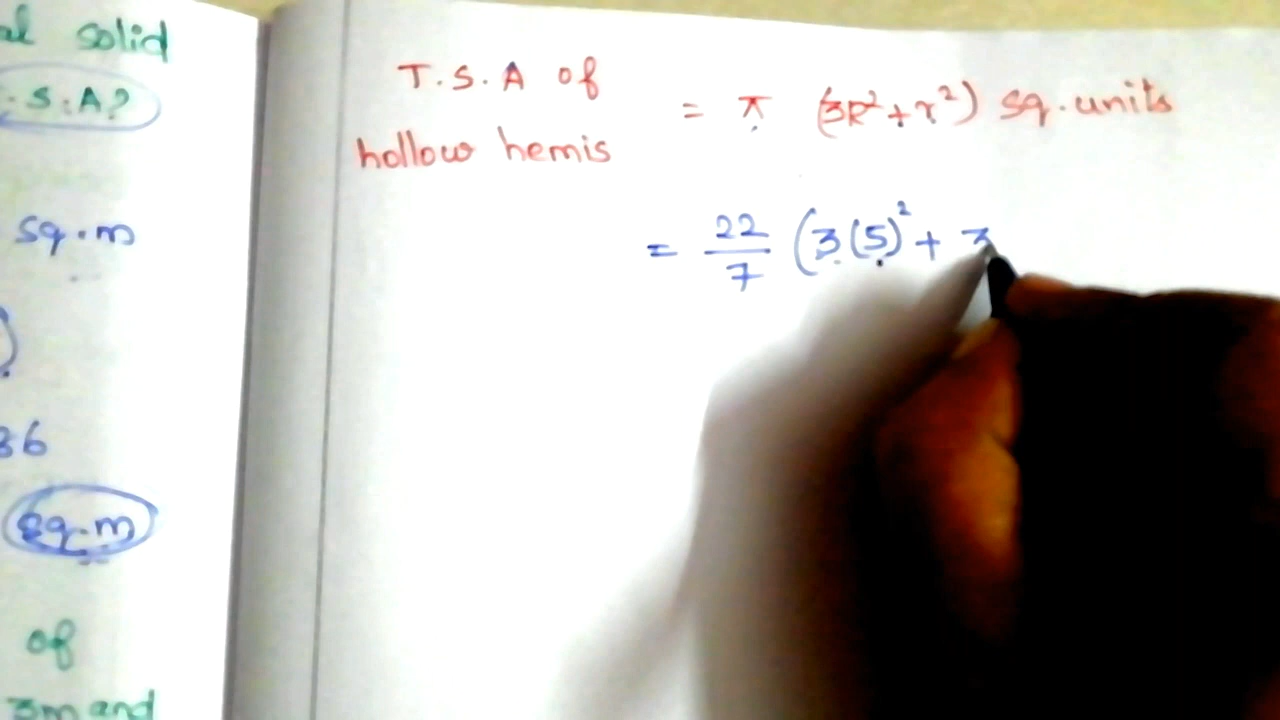 al solid
.S.A?
sq.m
)
36
sq.m
of
3m and
T.S.A of
hollow hemis
= π (3R²+r²) sq.units
= 22/7 (3(5)²+ 3